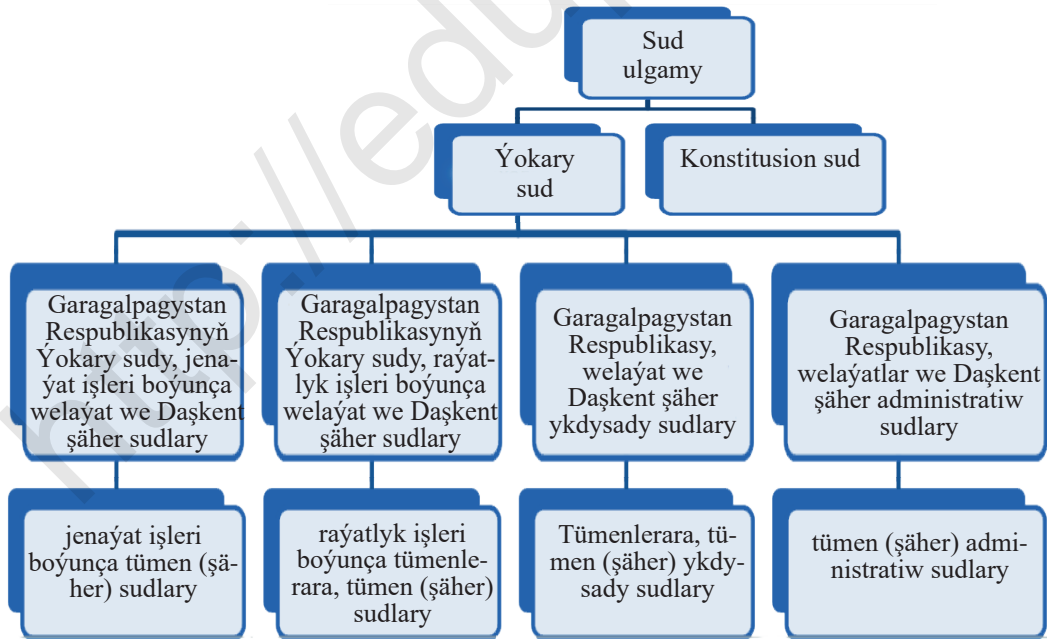 Sud
ulgamy
Ýokary
sud
Konstitusion sud
Garagalpagystan
Respublikasynyň
Ýokary sudy, jena-
ýat işleri boýunça
welaýat we Daşkent
şäher sudlary
Garagalpagystan
Respublikasynyň
Ýokary sudy, raýat-
lyk işleri boýunça
welaýat we Daşkent
şäher sudlary
Garagalpagystan
Respublikasy,
welaýat we
Daşkent şäher
ykdysady sudlary
Garagalpagystan
Respublikasy,
welaýatlar we Daşkent
şäher administratiw
sudlary
jenaýat işleri
boýunça tümen (şä-
her) sudlary
raýatlyk işleri
boýunça tümenle-
rara, tümen (şäher)
sudlary
Tümenlerara, tü-
men (şäher) ykdy-
sady sudlary
tümen (şäher) admi-
nistratiw sudlary
http://edu